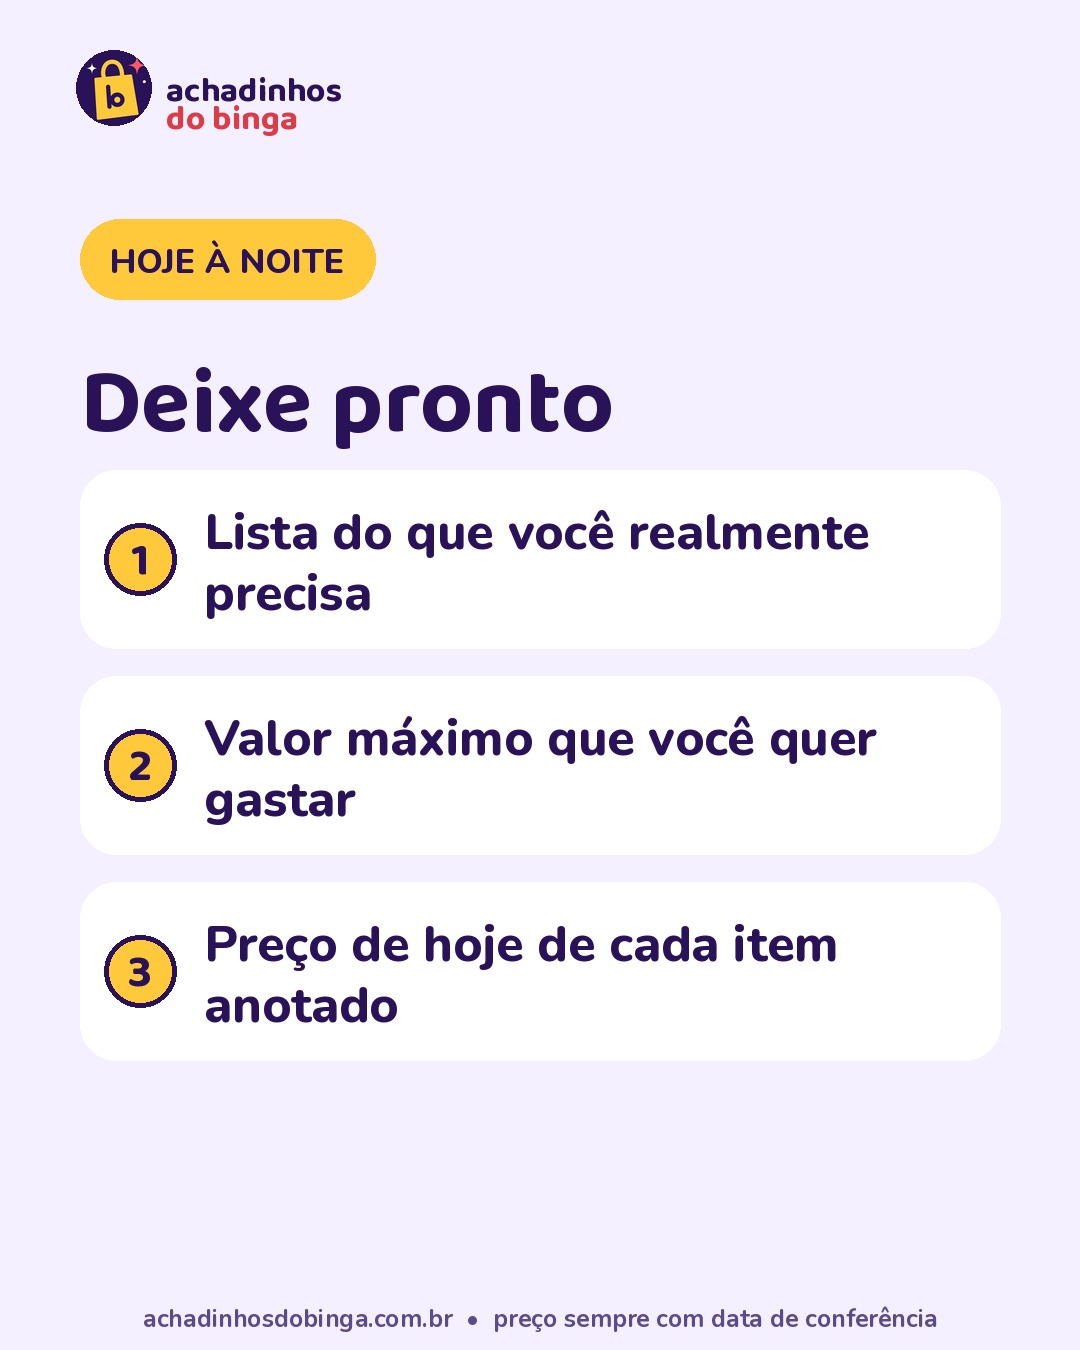 b
achadinhos
do binga
HOJE À NOITE
Deixe pronto
1
Lista do que você realmente
precisa
2
Valor máximo que você quer
gastar
3
Preço de hoje de cada item
anotado
achadinhosdobinga.com.br • preço sempre com data de conferência